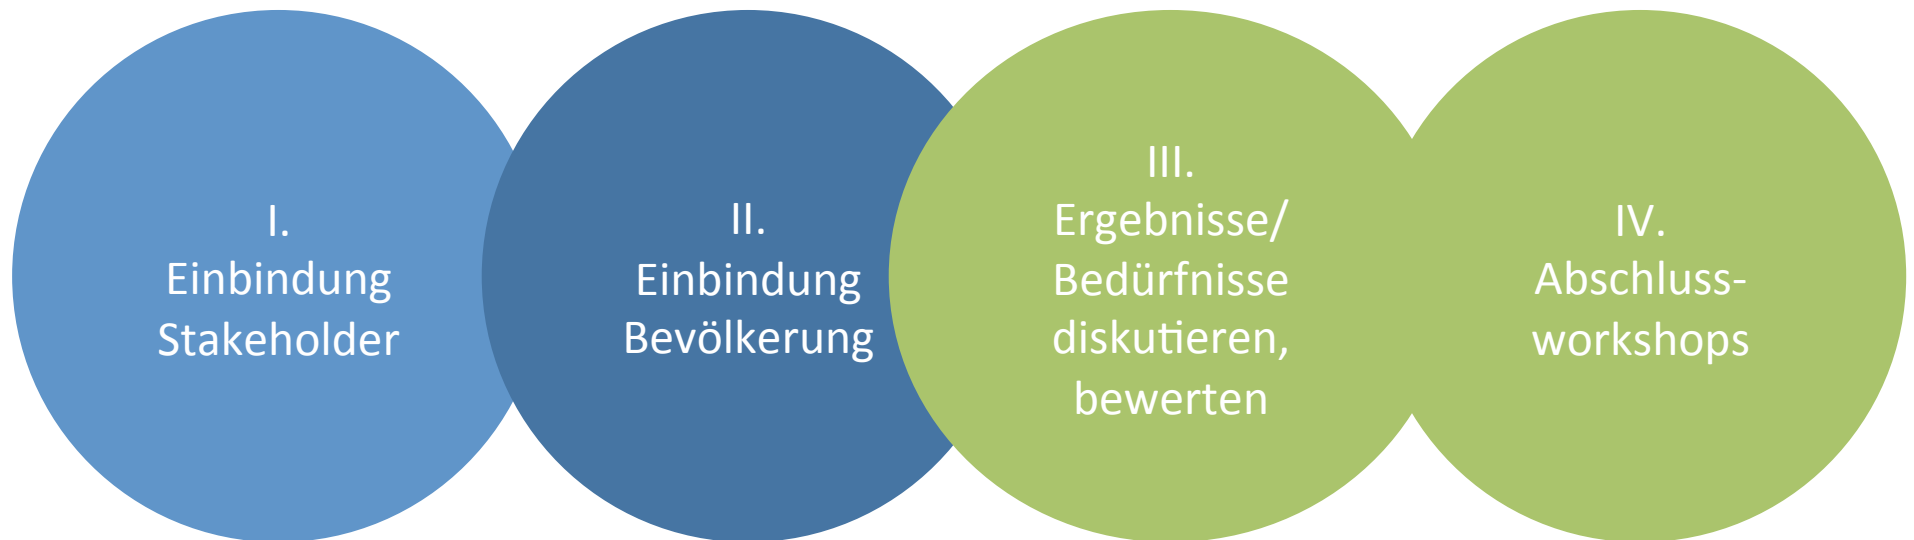 I.
Einbindung
Stakeholder
II.
Einbindung
Bevölkerung
III.
Ergebnisse/
Bedürfnisse
diskutieren,
bewerten
IV.
Abschluss-
workshops